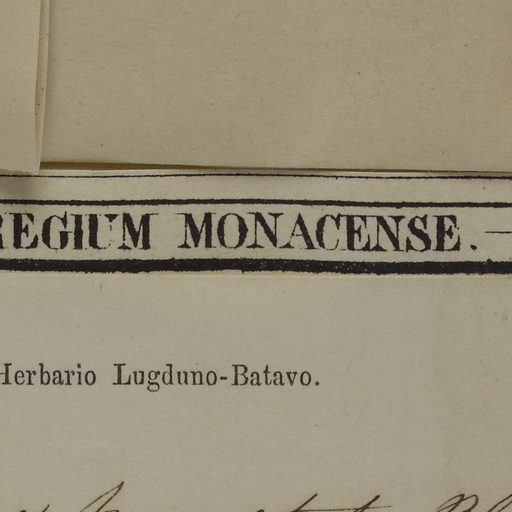 REGIUM MONACENSE.
Herbario Lugduno-Batavo.